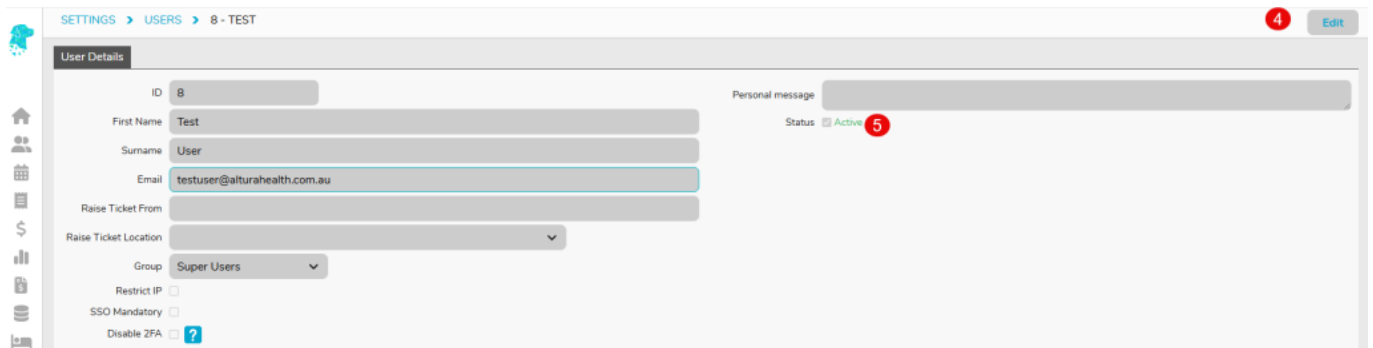 SETTINGS > USERS > 8 - TEST
4 Edit
User Details
ID 8
First Name Test
Surname User
Email testuser@alturahealth.com.au
Raise Ticket From
Raise Ticket Location
Group Super Users
Restrict IP
SSO Mandatory
Disable 2FA ?
Personal message
Status Active 5